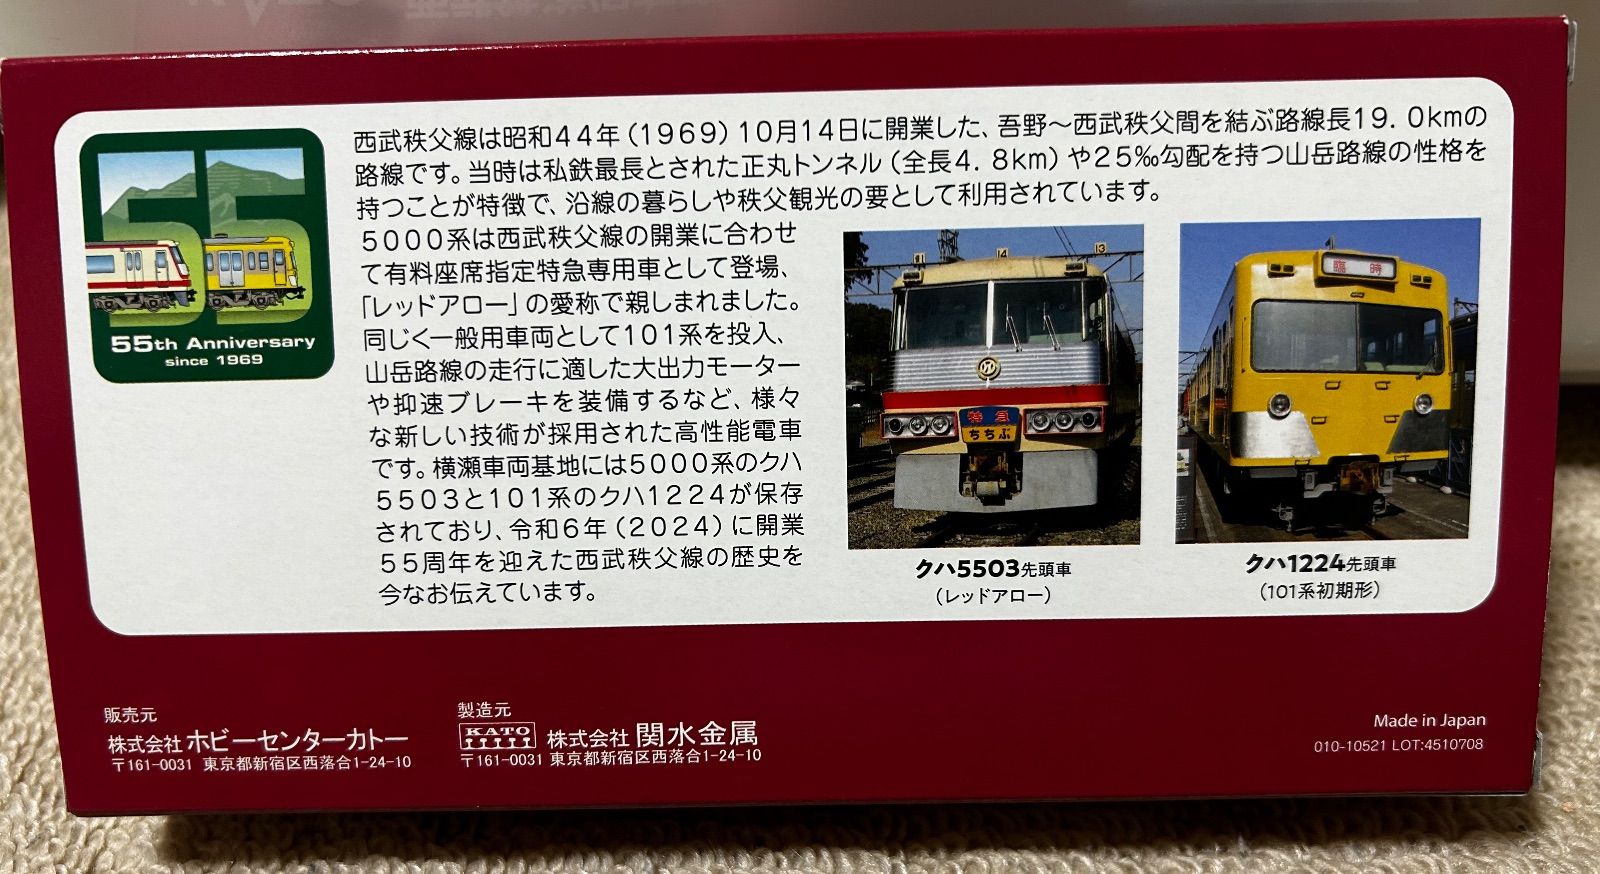 西武秩父線は昭和44年（1969）10月14日に開業した、吾野～西武秩父間を結ぶ路線長19.0kmの
路線です。当時は私鉄最長とされた正丸トンネル（全長4.8km）や25‰勾配を持つ山岳路線の性格を
持つことが特徴で、沿線の暮らしや秩父観光の要として利用されています。
5000系は西武秩父線の開業に合わせ
て有料座席指定特急専用車として登場、
「レッドアロー」の愛称で親しまれました。
同じく一般用車両として101系を投入、
山岳路線の走行に適した大出力モーター
や抑速ブレーキを装備するなど、様々
な新しい技術が採用された高性能電車
です。横瀬車両基地には5000系のクハ
5503と101系のクハ1224が保存
されており、令和6年（2024）に開業
55周年を迎えた西武秩父線の歴史を
今なお伝えています。
55
55th Anniversary
since 1969
14
13
特急
ちちぶ
臨時
クハ5503先頭車
（レッドアロー）
クハ1224先頭車
（101系初期形）
販売元
株式会社 ホビーセンターカトー
〒161-0031 東京都新宿区西落合1-24-10
製造元
KATO 株式会社 関水金属
〒161-0031 東京都新宿区西落合1-24-10
Made in Japan
010-10521 LOT:4510708